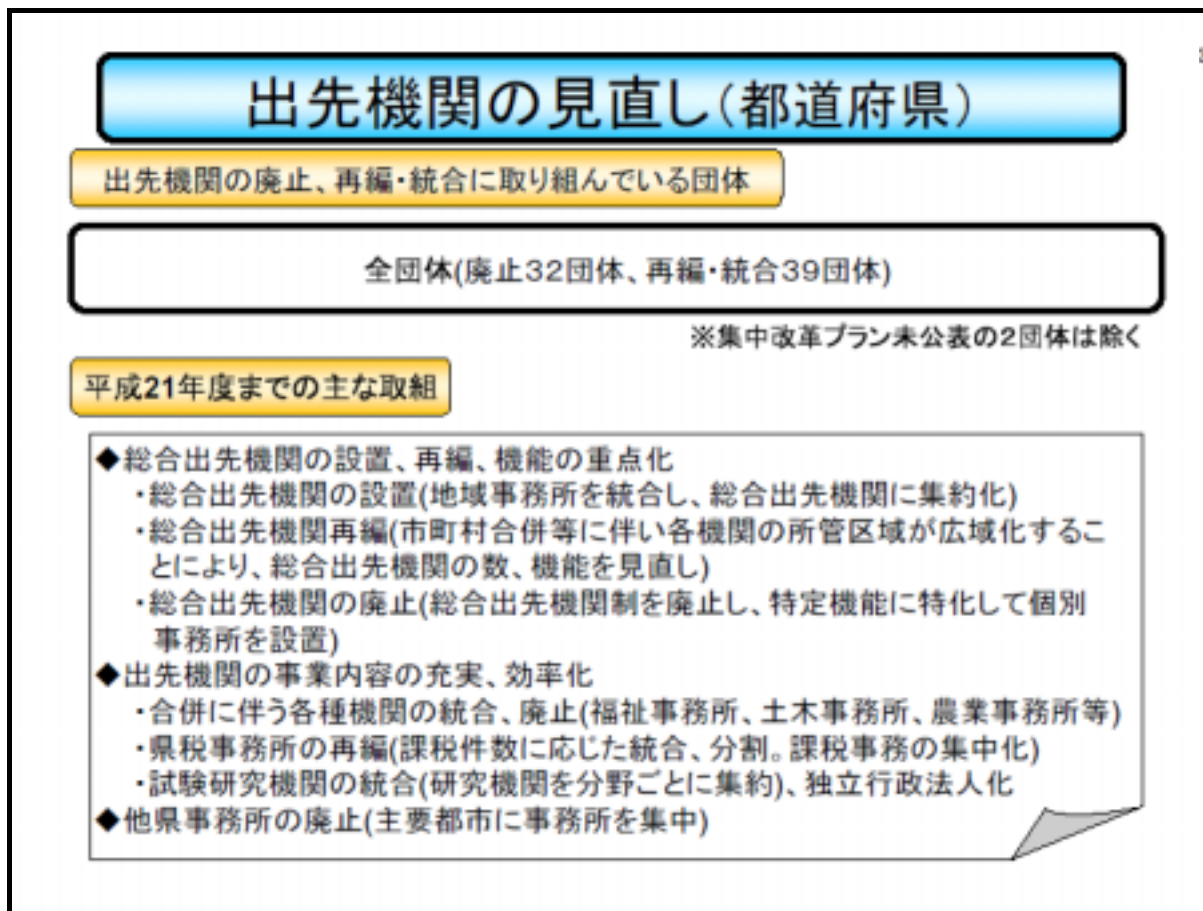 出先機関の見直し(都道府県)
出先機関の廃止、再編・統合に取り組んでいる団体
全団体(廃止32団体、再編・統合39団体)
※集中改革プラン未公表の2団体は除く
平成21年度までの主な取組
◆総合出先機関の設置、再編、機能の重点化
・総合出先機関の設置(地域事務所を統合し、総合出先機関に集約化)
・総合出先機関再編(市町村合併等に伴い各機関の所管区域が広域化するこ
とにより、総合出先機関の数、機能を見直し)
・総合出先機関の廃止(総合出先機関制を廃止し、特定機能に特化して個別
事務所を設置)
◆出先機関の事業内容の充実、効率化
・合併に伴う各種機関の統合、廃止(福祉事務所、土木事務所、農業事務所等)
・県税事務所の再編(課税件数に応じた統合、分割。課税事務の集中化)
・試験研究機関の統合(研究機関を分野ごとに集約)、独立行政法人化
◆他県事務所の廃止(主要都市に事務所を集中)